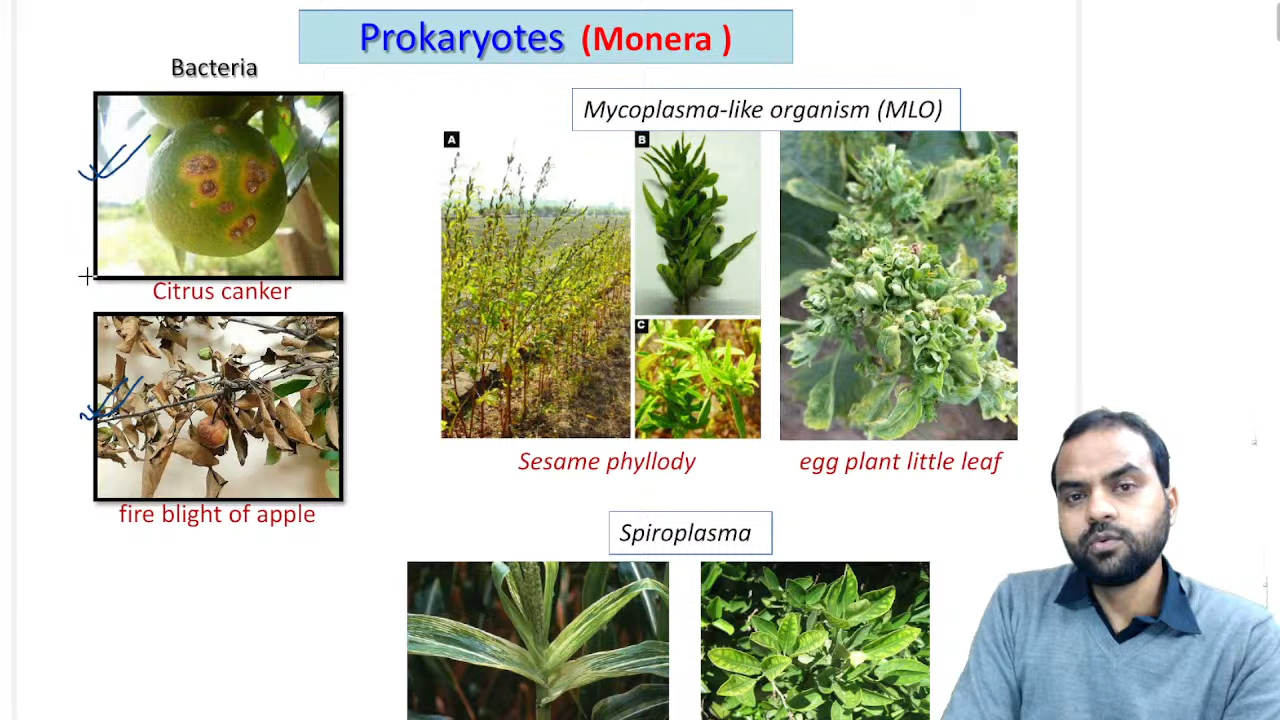 Prokaryotes (Monera )
Bacteria
Mycoplasma-like organism (MLO)
A
B
C
Citrus canker
Sesame phyllody
egg plant little leaf
fire blight of apple
Spiroplasma